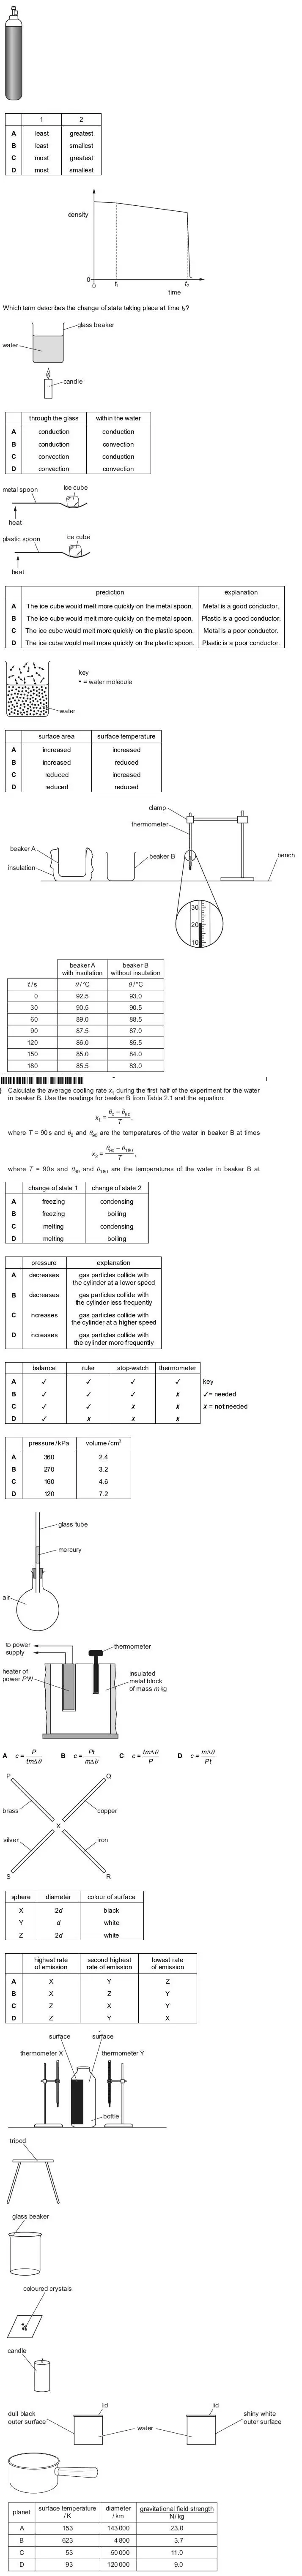 1 2
A least greatest
B least smallest
C most greatest
D most smallest
density
0
0 t1 t2
time
Which term describes the change of state taking place at time t2?
glass beaker
water
candle
through the glass within the water
A conduction conduction
B conduction convection
C convection conduction
D convection convection
metal spoon ice cube
heat
plastic spoon ice cube
heat
prediction explanation
A The ice cube would melt more quickly on the metal spoon. Metal is a good conductor.
B The ice cube would melt more quickly on the metal spoon. Plastic is a good conductor.
C The ice cube would melt more quickly on the plastic spoon. Metal is a poor conductor.
D The ice cube would melt more quickly on the plastic spoon. Plastic is a poor conductor.
key
• = water molecule
water
surface area surface temperature
A increased increased
B increased reduced
C reduced increased
D reduced reduced
clamp
thermometer
beaker A
beaker B
bench
insulation
30
20
10
beaker A with insulation beaker B without insulation
t / s θ / °C θ / °C
0 92.5 93.0
30 90.5 90.5
60 89.0 88.5
90 87.5 87.0
120 86.0 85.5
150 85.0 84.0
180 85.5 83.0
) Calculate the average cooling rate x1 during the first half of the experiment for the water
in beaker B. Use the readings for beaker B from Table 2.1 and the equation:
x1 = (θ0 − θ90) / T,
where T = 90 s and θ0 and θ90 are the temperatures of the water in beaker B at times
x2 = (θ90 − θ180) / T,
where T = 90 s and θ90 and θ180 are the temperatures of the water in beaker B at
change of state 1 change of state 2
A freezing condensing
B freezing boiling
C melting condensing
D melting boiling
pressure explanation
A decreases gas particles collide with
the cylinder at a lower speed
B decreases gas particles collide with
the cylinder less frequently
C increases gas particles collide with
the cylinder at a higher speed
D increases gas particles collide with
the cylinder more frequently
balance ruler stop-watch thermometer
A ✓ ✓ ✓ ✓ key
B ✓ ✓ ✓ ✗ ✓= needed
C ✓ ✓ ✗ ✗ ✗ = not needed
D ✓ ✗ ✗ ✗
pressure / kPa volume / cm³
A 360 2.4
B 270 3.2
C 160 4.6
D 120 7.2
glass tube
mercury
air
to power
supply
thermometer
heater of
power PW
insulated
metal block
of mass m kg
A c = P / tmΔθ B c = Pt / mΔθ C c = tmΔθ / P D c = mΔθ / Pt
P Q
brass copper
X
silver iron
S R
sphere diameter colour of surface
X 2d black
Y d white
Z 2d white
highest rate of emission second highest rate of emission lowest rate of emission
A X Y Z
B X Z Y
C Z X Y
D Z Y X
surface surface
thermometer X thermometer Y
bottle
tripod
glass beaker
coloured crystals
candle
lid lid
dull black
outer surface
water
shiny white
outer surface
planet surface temperature / K diameter / km gravitational field strength N / kg
A 153 143 000 23.0
B 623 4 800 3.7
C 53 50 000 11.0
D 93 120 000 9.0